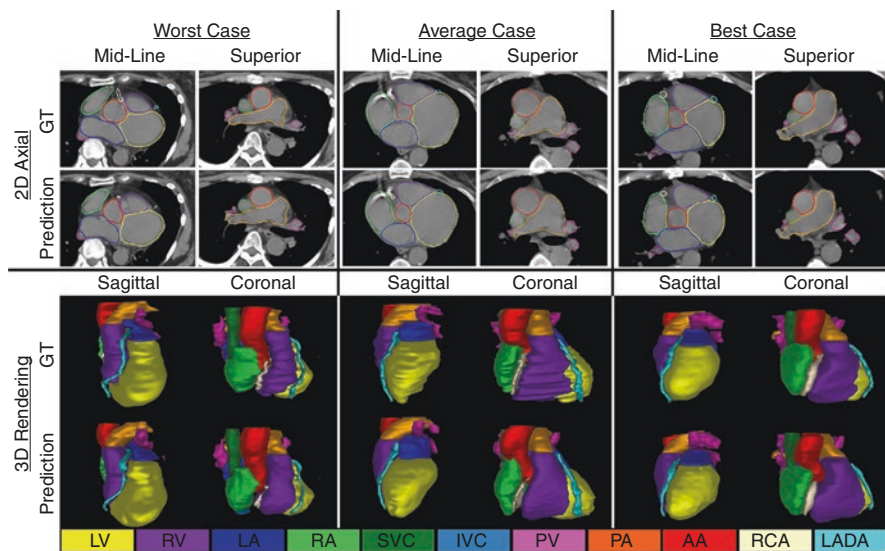 Worst Case Average Case Best Case
Mid-Line Superior Mid-Line Superior Mid-Line Superior
2D Axial
GT
Prediction
Sagittal Coronal Sagittal Coronal Sagittal Coronal
3D Rendering
GT
Prediction
LV RV LA RA SVC IVC PV PA AA RCA LADA